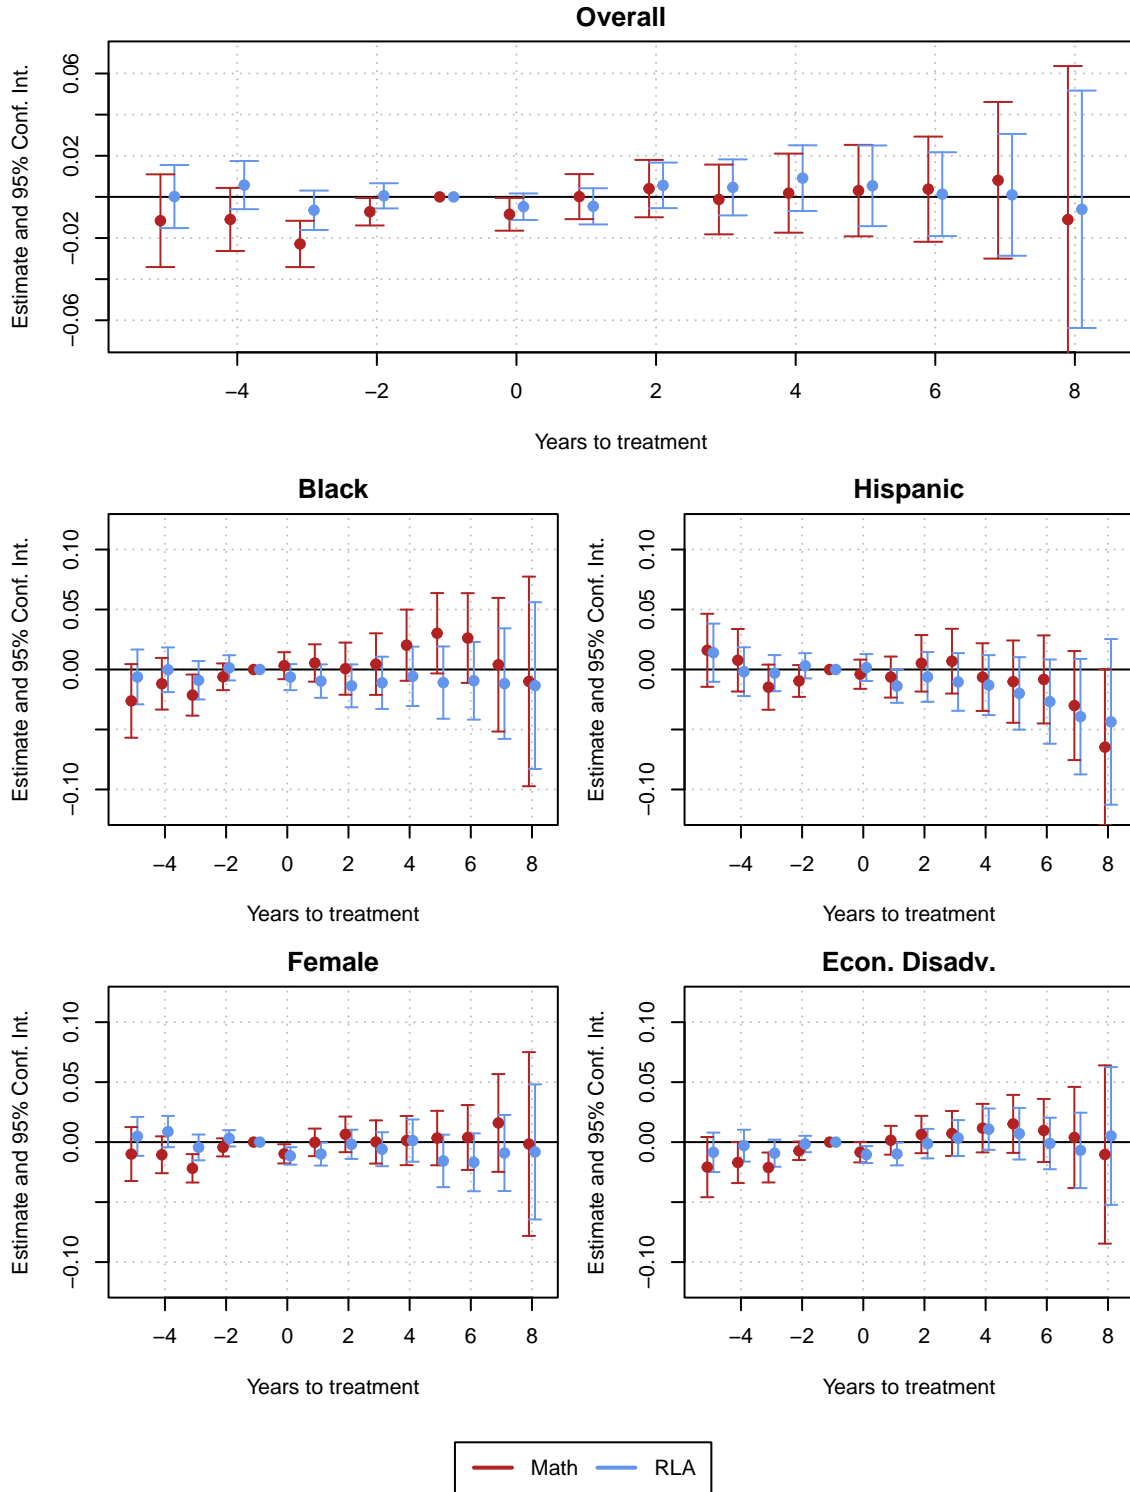 Overall
Estimate and 95% Conf. Int.
0.06
0.02
−0.02
−0.06
−4 −2 0 2 4 6 8
Years to treatment
Black
Estimate and 95% Conf. Int.
0.10
0.05
0.00
−0.10
−4 −2 0 2 4 6 8
Years to treatment
Hispanic
Estimate and 95% Conf. Int.
0.10
0.05
0.00
−0.10
−4 −2 0 2 4 6 8
Years to treatment
Female
Estimate and 95% Conf. Int.
0.10
0.05
0.00
−0.10
−4 −2 0 2 4 6 8
Years to treatment
Econ. Disadv.
Estimate and 95% Conf. Int.
0.10
0.05
0.00
−0.10
−4 −2 0 2 4 6 8
Years to treatment
Math RLA